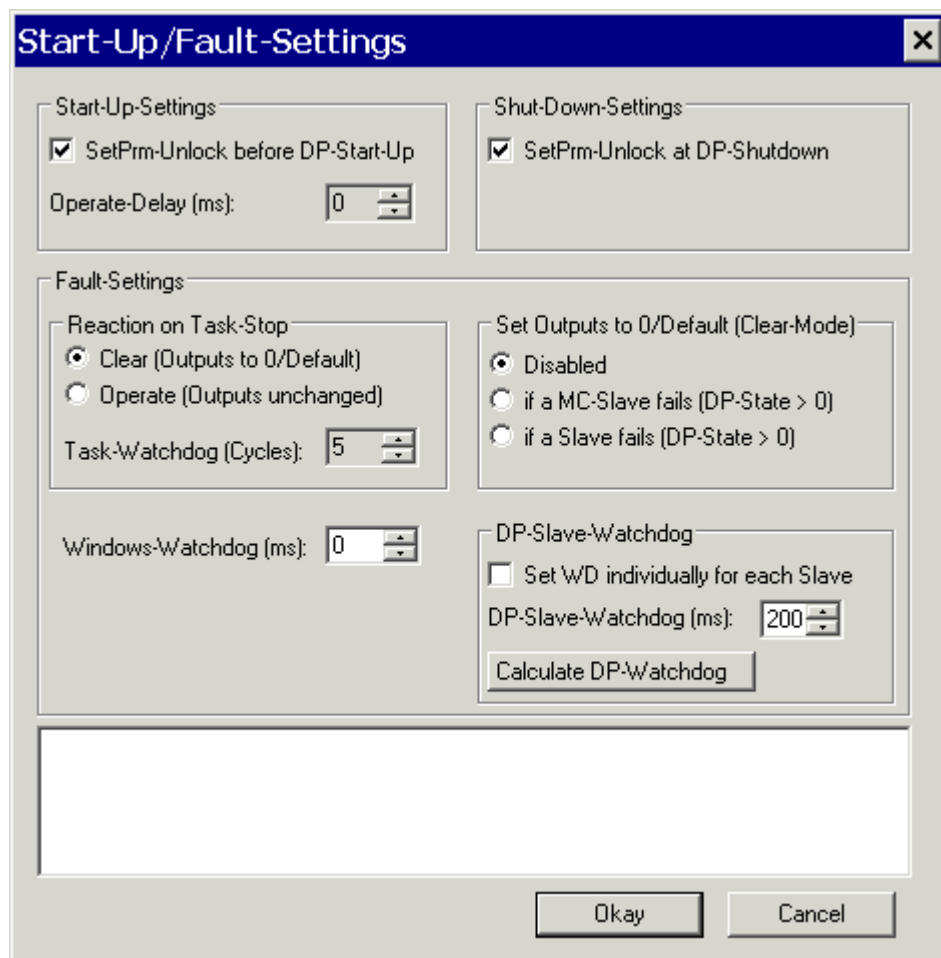 Start-Up/Fault-Settings
Start-Up-Settings
SetPrm-Unlock before DP-Start-Up
Operate-Delay (ms): 0
Shut-Down-Settings
SetPrm-Unlock at DP-Shutdown
Fault-Settings
Reaction on Task-Stop
Clear (Outputs to 0/Default)
Operate (Outputs unchanged)
Task-Watchdog (Cycles): 5
Set Outputs to 0/Default (Clear-Mode)
Disabled
if a MC-Slave fails (DP-State > 0)
if a Slave fails (DP-State > 0)
Windows-Watchdog (ms): 0
DP-Slave-Watchdog
Set WD individually for each Slave
DP-Slave-Watchdog (ms): 200
Calculate DP-Watchdog
Okay
Cancel